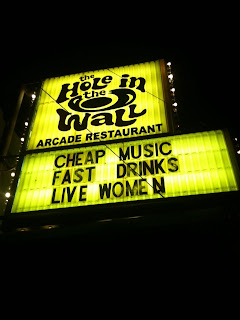 the
Hole in
the
Wall
ARCADE RESTAURANT
CHEAP MUSIC
FAST DRINKS
LIVE WOMEN